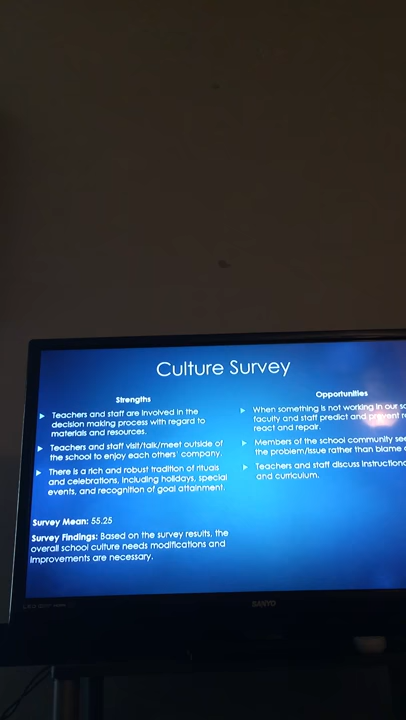 Culture Survey
Strengths
Teachers and staff are involved in the
decision making process with regard to
materials and resources.
Teachers and staff visit/talk/meet outside of
the school to enjoy each others' company.
There is a rich and robust tradition of rituals
and celebrations, including holidays, special
events, and recognition of goal attainment.
Survey Mean: 55.25
Survey Findings: Based on the survey results, the
overall school culture needs modifications and
improvements are necessary.
Opportunities
When something is not working in our
faculty and staff predict and prevent
react and repair.
Members of the school community
the problem/issue rather than blame
Teachers and staff discuss
and curriculum.
SANYO